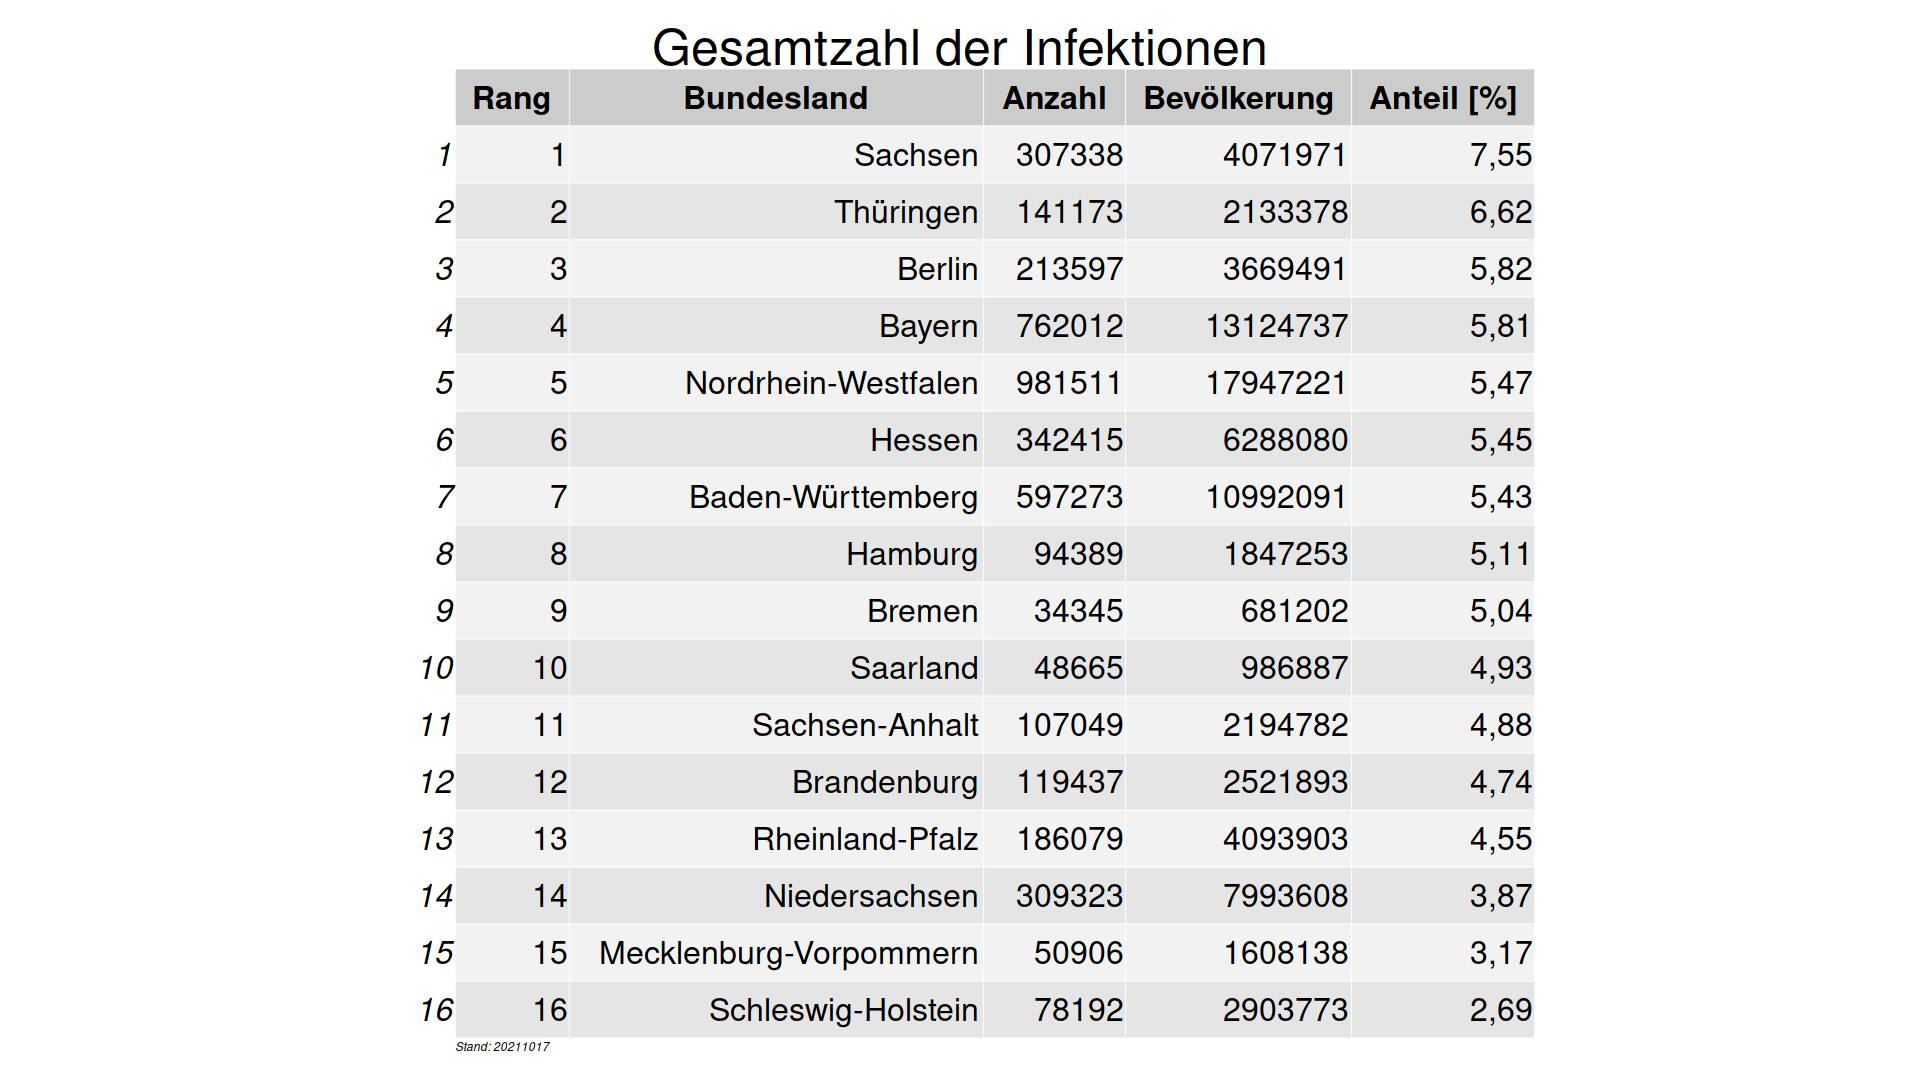 Gesamtzahl der Infektionen
Rang Bundesland Anzahl Bevölkerung Anteil [%]
1 1 Sachsen 307338 4071971 7,55
2 2 Thüringen 141173 2133378 6,62
3 3 Berlin 213597 3669491 5,82
4 4 Bayern 762012 13124737 5,81
5 5 Nordrhein-Westfalen 981511 17947221 5,47
6 6 Hessen 342415 6288080 5,45
7 7 Baden-Württemberg 597273 10992091 5,43
8 8 Hamburg 94389 1847253 5,11
9 9 Bremen 34345 681202 5,04
10 10 Saarland 48665 986887 4,93
11 11 Sachsen-Anhalt 107049 2194782 4,88
12 12 Brandenburg 119437 2521893 4,74
13 13 Rheinland-Pfalz 186079 4093903 4,55
14 14 Niedersachsen 309323 7993608 3,87
15 15 Mecklenburg-Vorpommern 50906 1608138 3,17
16 16 Schleswig-Holstein 78192 2903773 2,69
Stand: 20211017